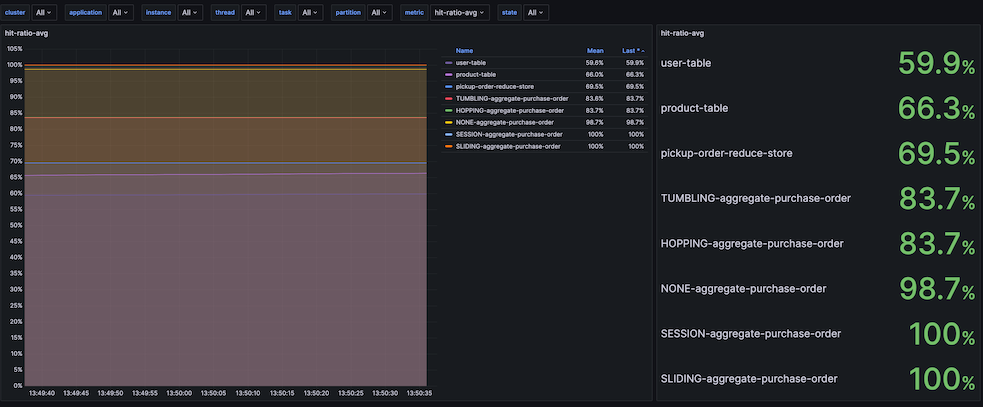 cluster All application All instance All thread All task All partition All metric hit-ratio-avg state All
hit-ratio-avg
105%
100%
95%
90%
85%
80%
75%
70%
65%
60%
55%
50%
45%
40%
35%
30%
25%
20%
15%
10%
5%
0%
13:49:40 13:49:45 13:49:50 13:49:55 13:50:00 13:50:05 13:50:10 13:50:15 13:50:20 13:50:25 13:50:30 13:50:35
Name Mean Last *
user-table 59.6% 59.9%
product-table 66.0% 66.3%
pickup-order-reduce-store 69.5% 69.5%
TUMBLING-aggregate-purchase-order 83.6% 83.7%
HOPPING-aggregate-purchase-order 83.7% 83.7%
NONE-aggregate-purchase-order 98.7% 98.7%
SESSION-aggregate-purchase-order 100% 100%
SLIDING-aggregate-purchase-order 100% 100%
hit-ratio-avg
user-table 59.9%
product-table 66.3%
pickup-order-reduce-store 69.5%
TUMBLING-aggregate-purchase-order 83.7%
HOPPING-aggregate-purchase-order 83.7%
NONE-aggregate-purchase-order 98.7%
SESSION-aggregate-purchase-order 100%
SLIDING-aggregate-purchase-order 100%